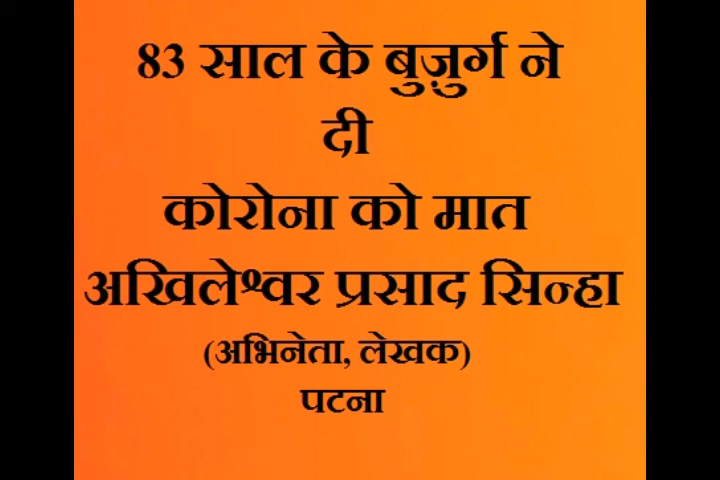 83 साल के बुज़ुर्ग ने
दी
कोरोना को मात
अखिलेश्वर प्रसाद सिन्हा
(अभिनेता, लेखक)
पटना